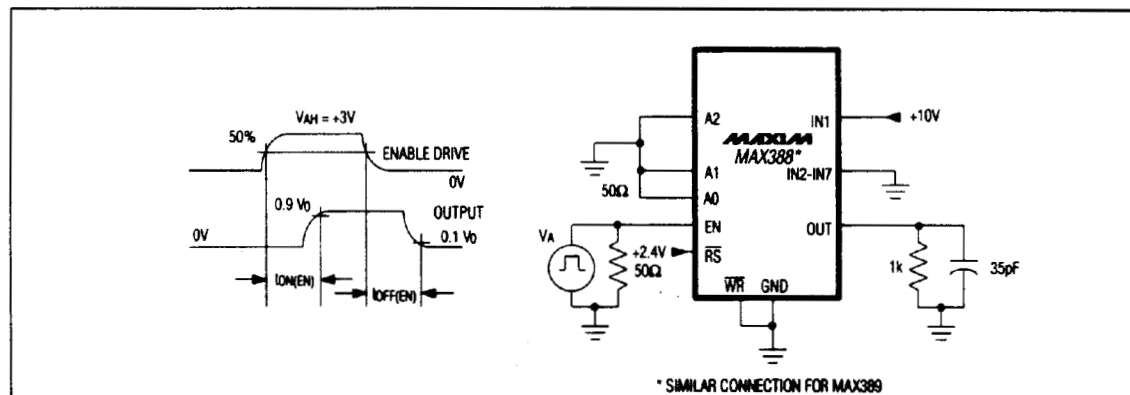 VAH = +3V
50%
ENABLE DRIVE
0V
0.9 VO
OUTPUT
0V
0.1 VO
tON(EN)
tOFF(EN)
A2
IN1
+10V
MAXIM
MAX388*
A1
IN2-IN7
50Ω
A0
EN
OUT
VA
+2.4V
RS
50Ω
1k
35pF
WR GND
* SIMILAR CONNECTION FOR MAX389